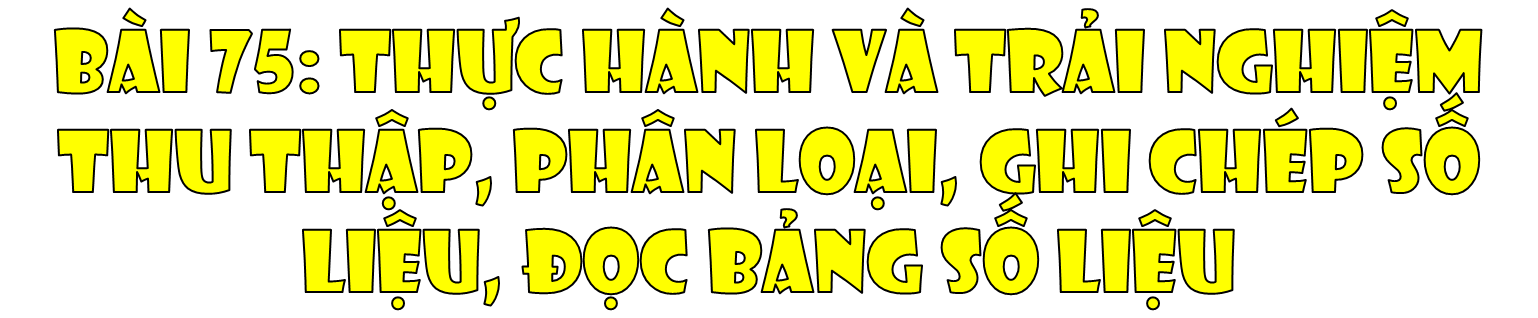 BÀI 75: THỰC HÀNH VÀ TRẢI NGHIỆM
THU THẬP, PHÂN LOẠI, GHI CHÉP SỐ
LIỆU, ĐỌC BẢNG SỐ LIỆU